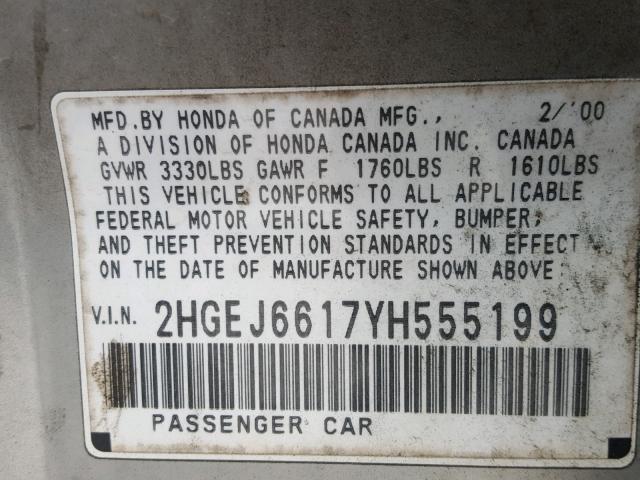 MFD.BY HONDA OF CANADA MFG., 2/'00
A DIVISION OF HONDA CANADA INC. CANADA
GVWR 3330LBS GAWR F 1760LBS R 1610LBS
THIS VEHICLE CONFORMS TO ALL APPLICABLE
FEDERAL MOTOR VEHICLE SAFETY, BUMPER,
AND THEFT PREVENTION STANDARDS IN EFFECT
ON THE DATE OF MANUFACTURE SHOWN ABOVE.
V.I.N. 2HGEJ6617YH555199
PASSENGER CAR